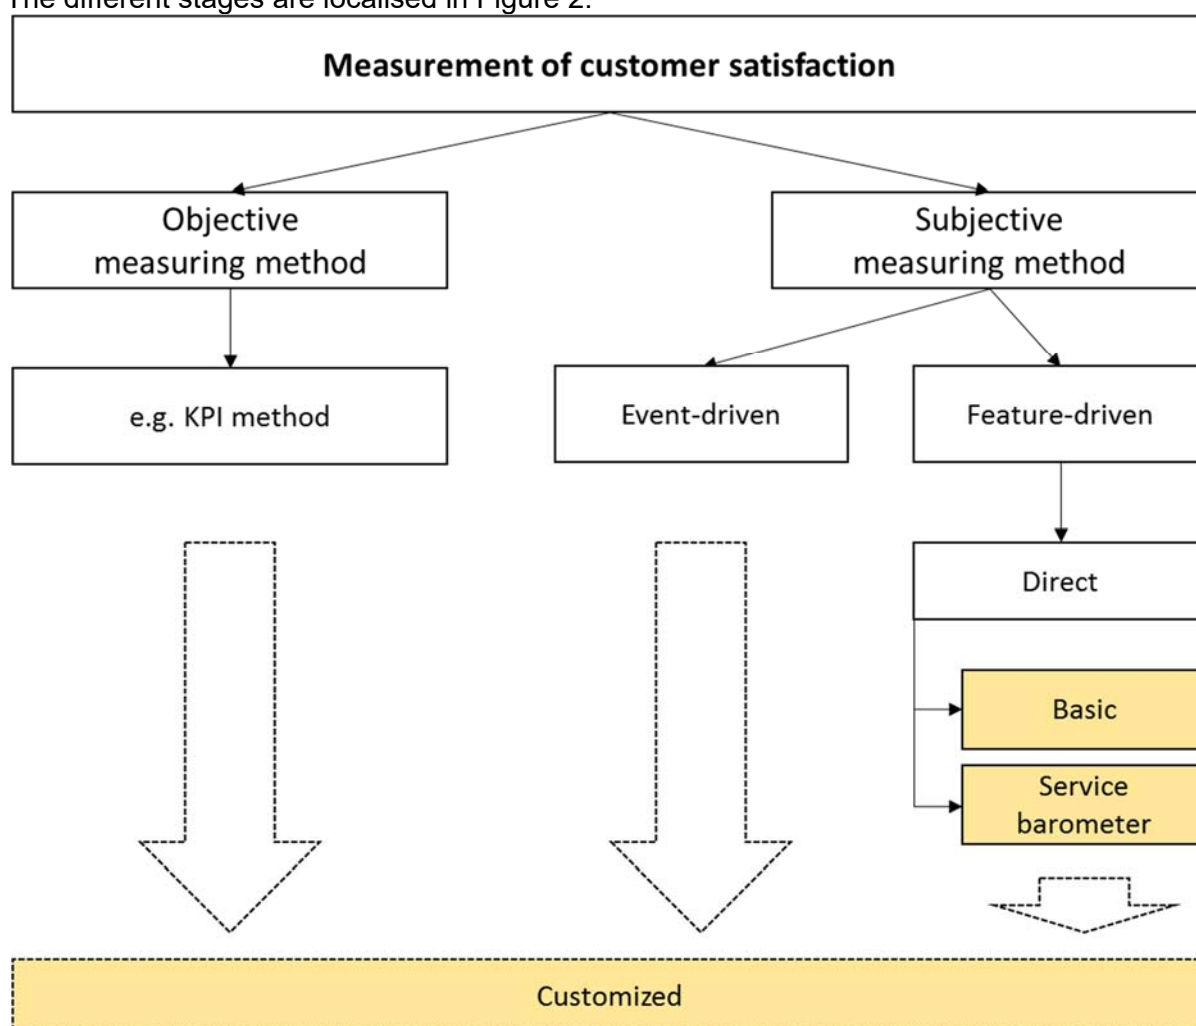 The different stages are localised in Figure 2.
Measurement of customer satisfaction
Objective
measuring method
Subjective
measuring method
e.g. KPI method
Event-driven
Feature-driven
Direct
Basic
Service
barometer
Customized